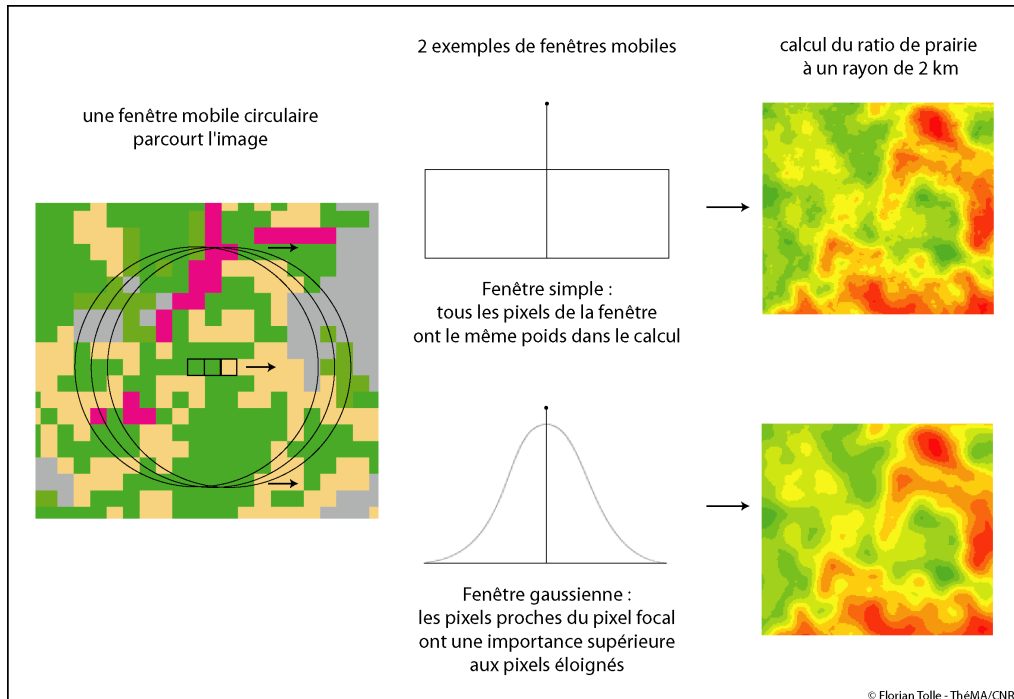 une fenêtre mobile circulaire
parcourt l'image
2 exemples de fenêtres mobiles
Fenêtre simple :
tous les pixels de la fenêtre
ont le même poids dans le calcul
Fenêtre gaussienne :
les pixels proches du pixel focal
ont une importance supérieure
aux pixels éloignés
calcul du ratio de prairie
à un rayon de 2 km
© Florian Tolle - ThéMA/CNR